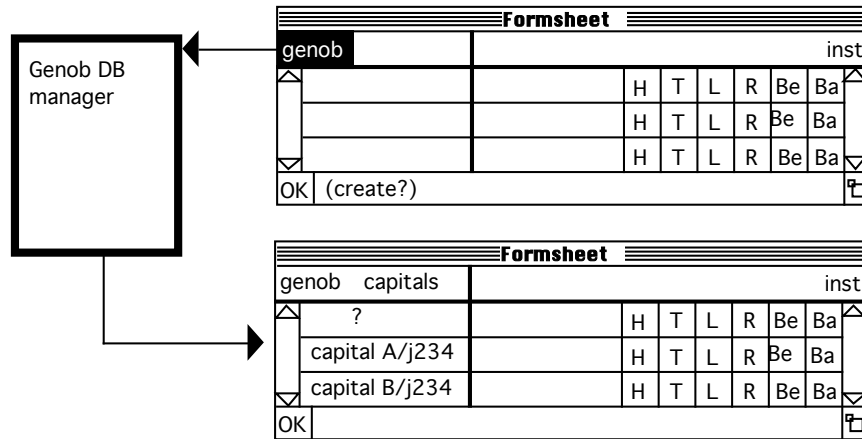 Formsheet
genob inst
Genob DB
manager
H T L R Be Ba
H T L R Be Ba
H T L R Be Ba
OK (create?)
Formsheet
genob capitals inst
? H T L R Be Ba
capital A/j234 H T L R Be Ba
capital B/j234 H T L R Be Ba
OK